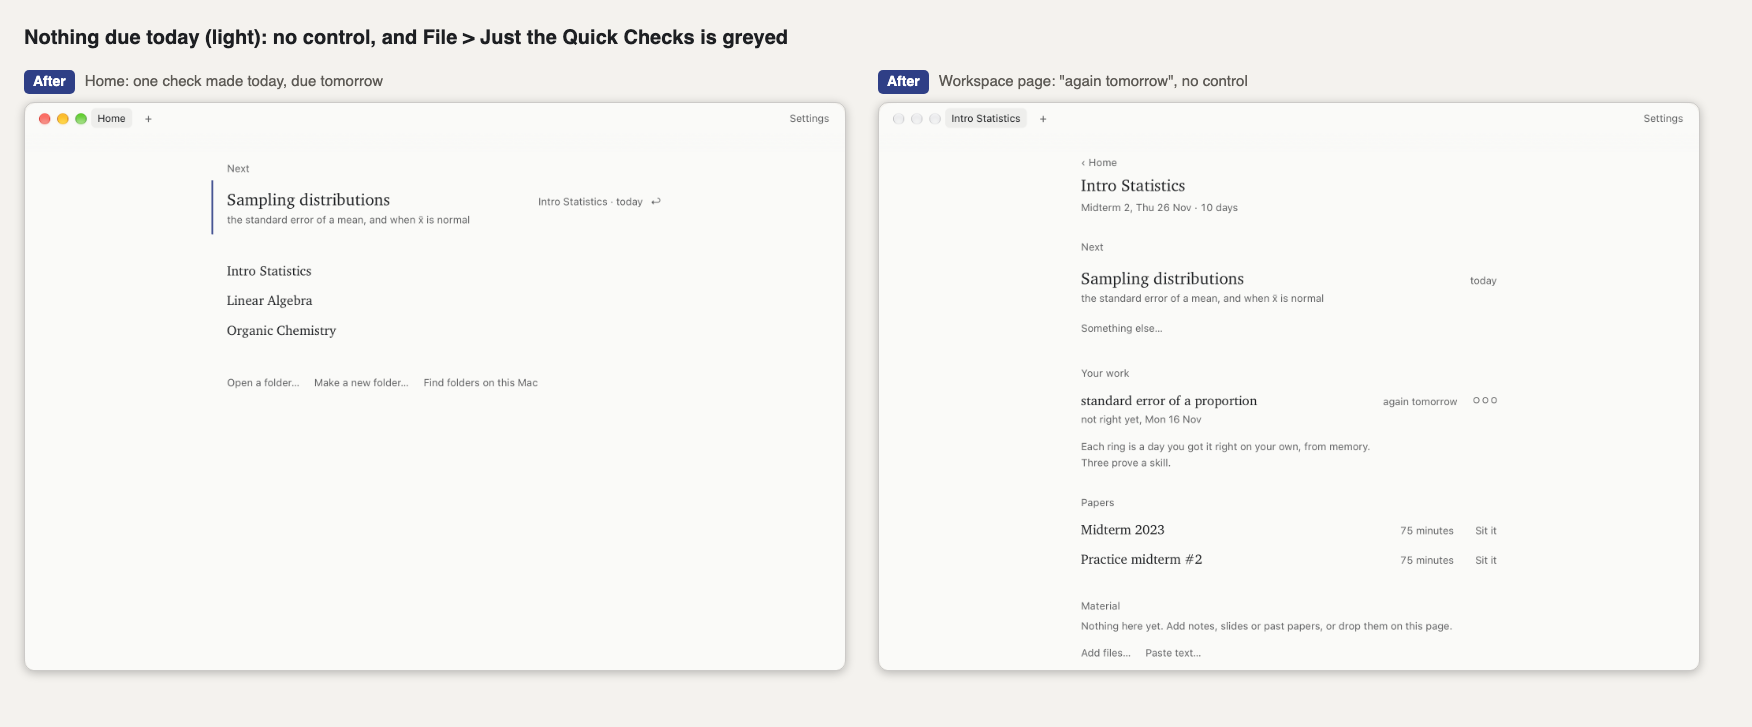 Nothing due today (light): no control, and File > Just the Quick Checks is greyed
After Home: one check made today, due tomorrow
Home + Settings
Next
Sampling distributions Intro Statistics · today ↩
the standard error of a mean, and when x̄ is normal
Intro Statistics
Linear Algebra
Organic Chemistry
Open a folder... Make a new folder... Find folders on this Mac
After Workspace page: "again tomorrow", no control
Intro Statistics + Settings
‹ Home
Intro Statistics
Midterm 2, Thu 26 Nov · 10 days
Next
Sampling distributions today
the standard error of a mean, and when x̄ is normal
Something else...
Your work
standard error of a proportion again tomorrow
not right yet, Mon 16 Nov
Each ring is a day you got it right on your own, from memory.
Three prove a skill.
Papers
Midterm 2023 75 minutes Sit it
Practice midterm #2 75 minutes Sit it
Material
Nothing here yet. Add notes, slides or past papers, or drop them on this page.
Add files... Paste text...